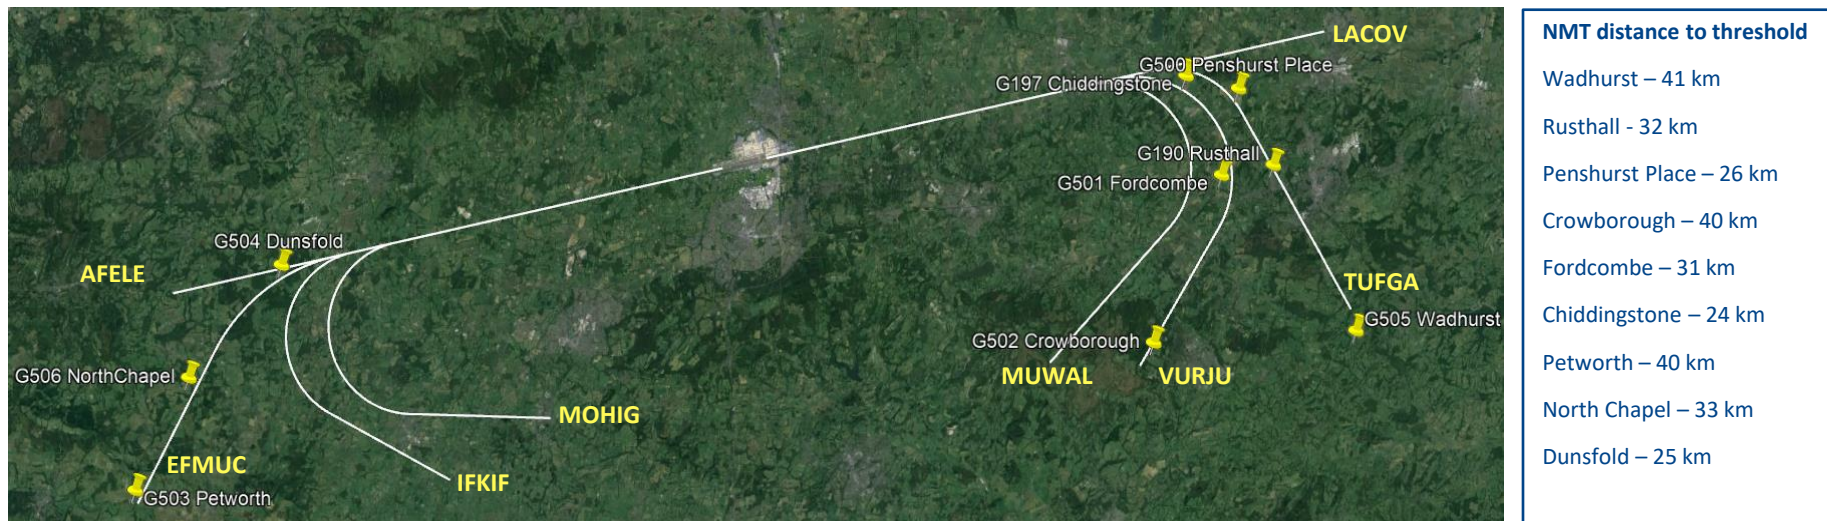 LACOV
G500 Penshurst Place
G197 Chiddingstone
G190 Rusthall
G501 Fordcombe
G504 Dunsfold
AFELE
TUFGA
G505 Wadhurst
G502 Crowborough
G506 NorthChapel
MUWAL
VURJU
MOHIG
EFMUC
IFKIF
G503 Petworth
NMT distance to threshold
Wadhurst – 41 km
Rusthall - 32 km
Penshurst Place – 26 km
Crowborough – 40 km
Fordcombe – 31 km
Chiddingstone – 24 km
Petworth – 40 km
North Chapel – 33 km
Dunsfold – 25 km